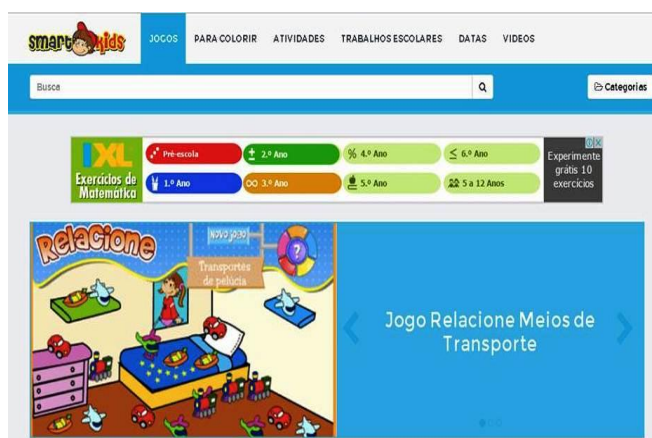 smart kids
JOGOS PARA COLORIR ATIVIDADES TRABALHOS ESCOLARES DATAS VIDEOS
Busca
Categorias
IXL
Exercícios de
Matemática
Pré-escola
2.º Ano
4.º Ano
6.º Ano
1.º Ano
3.º Ano
5.º Ano
5 a 12 Anos
Experimente
grátis 10
exercícios
Relacione
NOVO JOGO
Transportes
de pelúcia
?
Jogo Relacione Meios de
Transporte